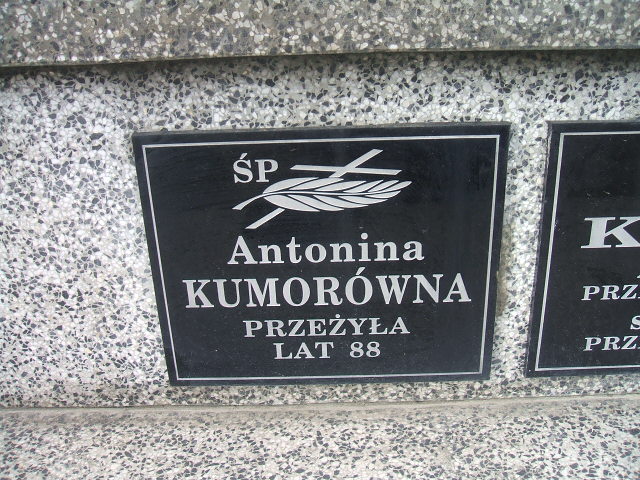 ŚP
Antonina
KUMORÓWNA
PRZEŻYŁA
LAT 88